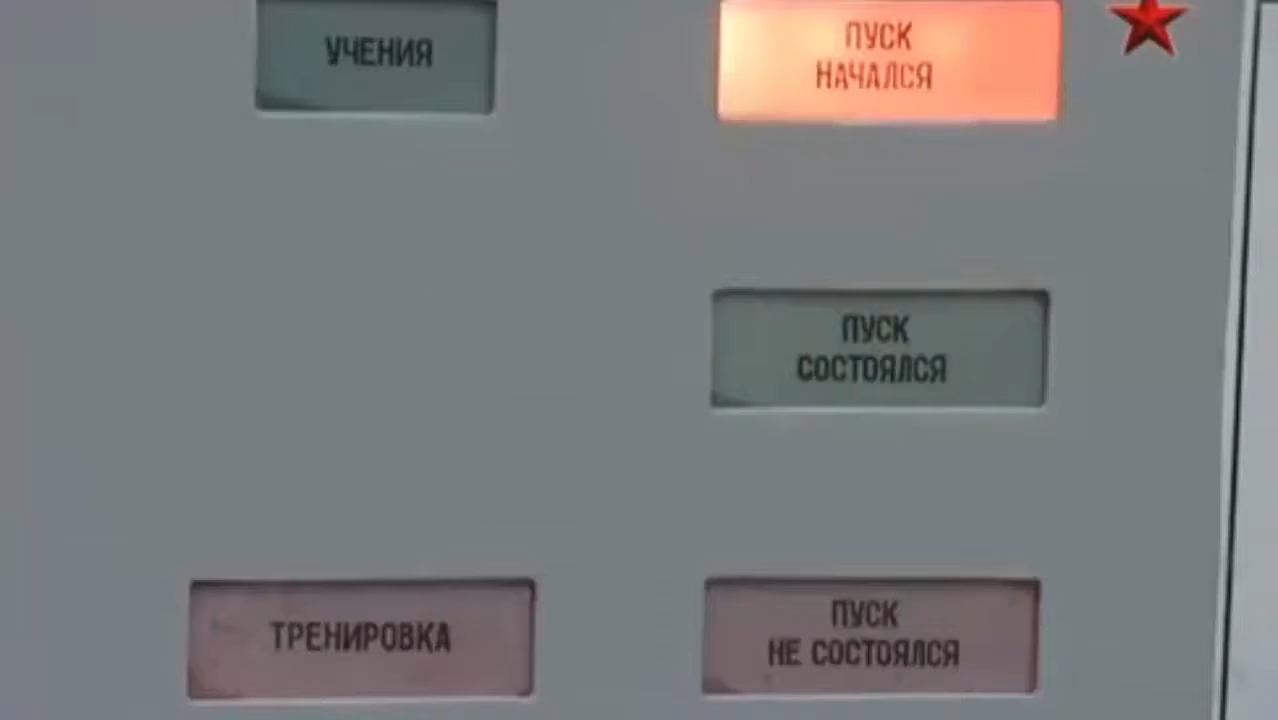 УЧЕНИЯ
ПУСК
НАЧАЛСЯ
ПУСК
СОСТОЯЛСЯ
ТРЕНИРОВКА
ПУСК
НЕ СОСТОЯЛСЯ